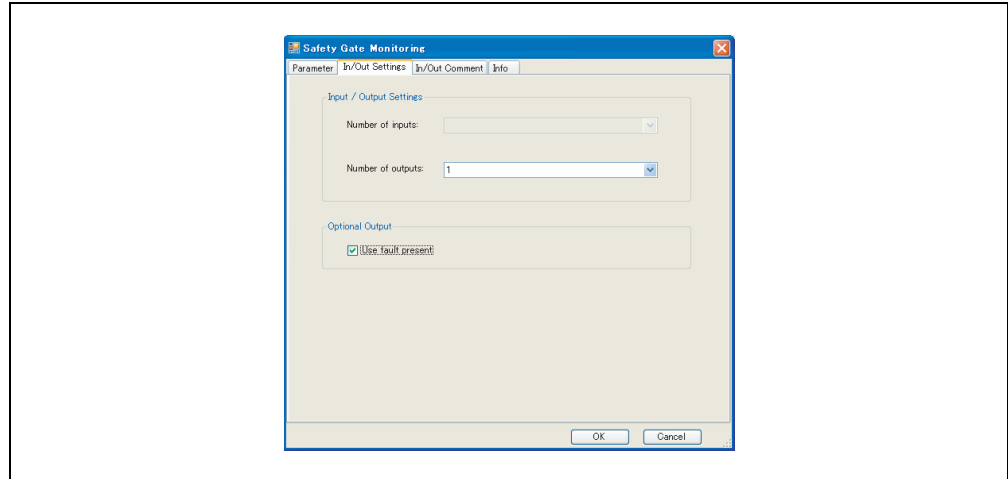 Safety Gate Monitoring
Parameter In/Out Settings In/Out Comment Info
Input / Output Settings
Number of inputs:
Number of outputs: 1
Optional Output
Use fault present
OK Cancel